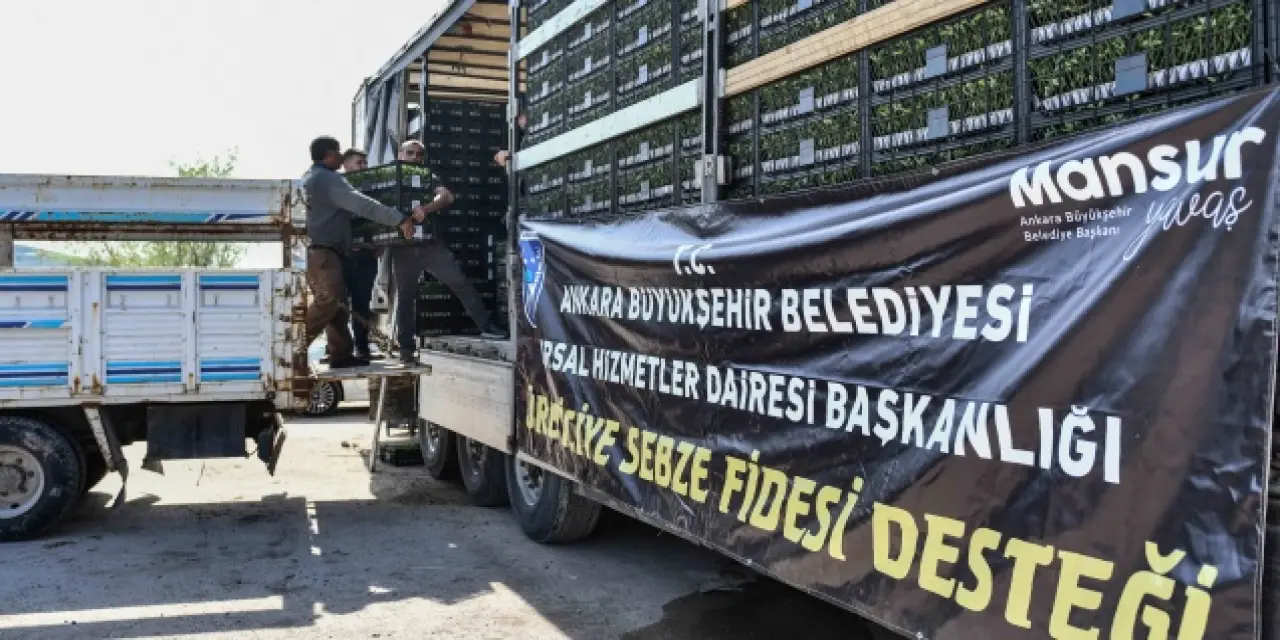 Mansur
yavaş
Ankara Büyükşehir
Belediye Başkanı
T.C.
ANKARA BÜYÜKŞEHİR BELEDİYESİ
HİZMETLER DAİRESİ BAŞKANLIĞI
SEBZE FİDESİ DESTEĞİ